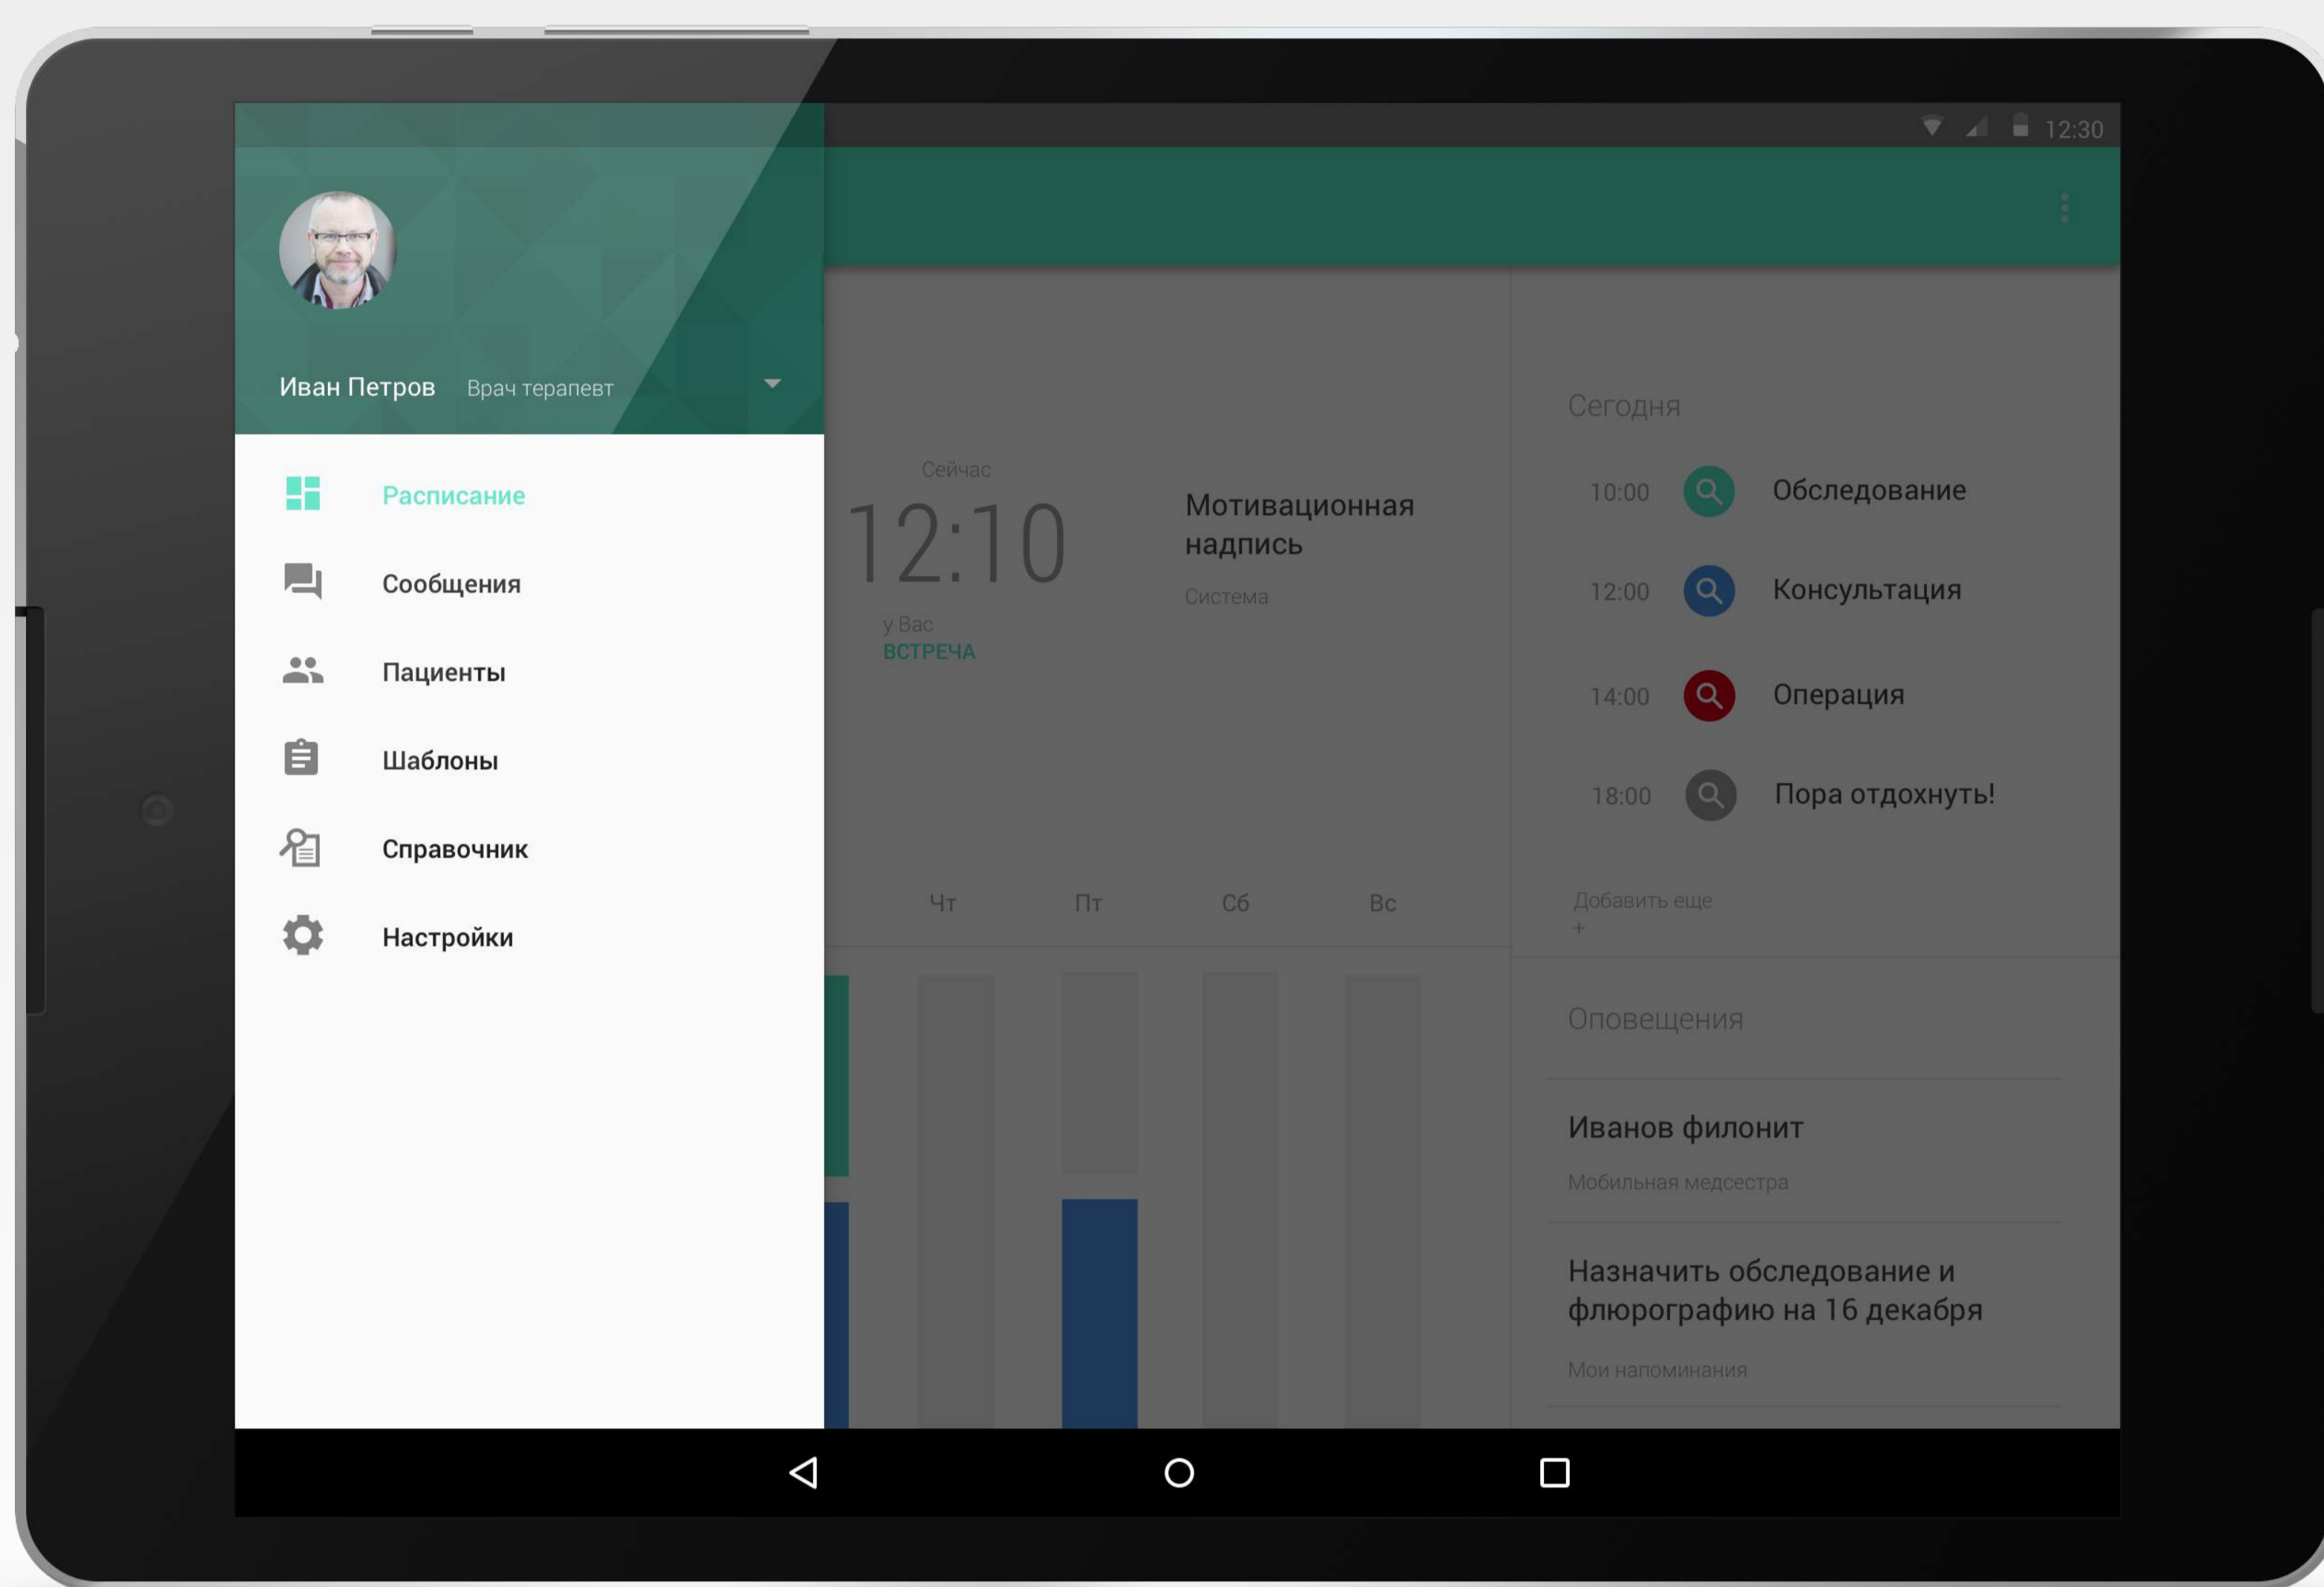 12:30
Иван Петров Врач терапевт
Расписание
Сообщения
Пациенты
Шаблоны
Справочник
Настройки
Сейчас
12:10
у Вас
ВСТРЕЧА
Мотивационная
надпись
Система
Чт Пт Сб Вс
Сегодня
10:00 Обследование
12:00 Консультация
14:00 Операция
18:00 Пора отдохнуть!
Добавить еще
+
Оповещения
Иванов филонит
Мобильная медсестра
Назначить обследование и
флюрографию на 16 декабря
Мои напоминания